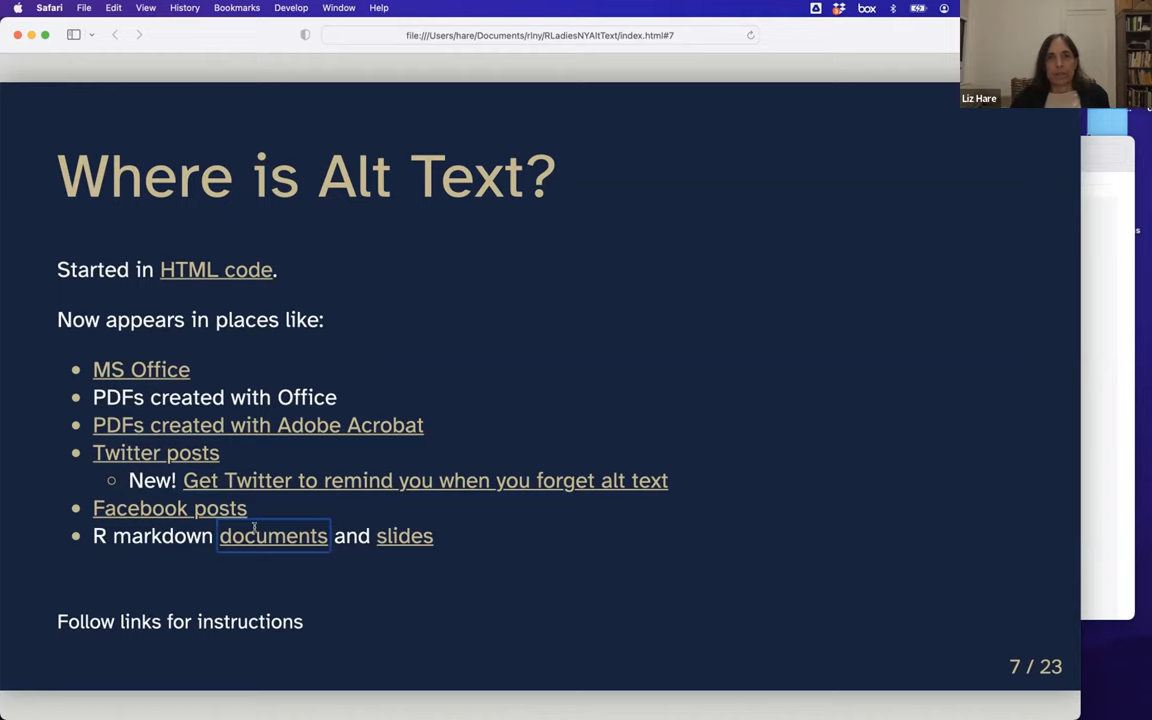 Safari File Edit View History Bookmarks Develop Window Help box
file:///Users/hare/Documents/rlny/RLadiesNYAltText/index.html#7
Liz Hare
Where is Alt Text?
Started in HTML code.
Now appears in places like:
MS Office
PDFs created with Office
PDFs created with Adobe Acrobat
Twitter posts
New! Get Twitter to remind you when you forget alt text
Facebook posts
R markdown documents and slides
Follow links for instructions
7 / 23